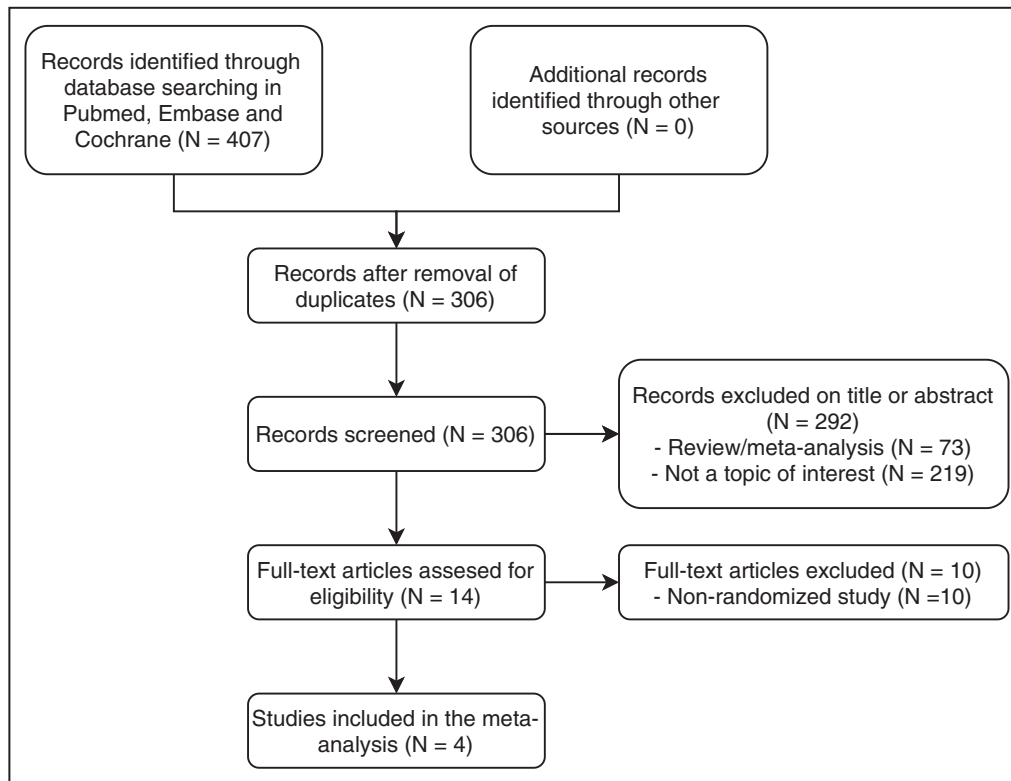 Records identified through
database searching in
Pubmed, Embase and
Cochrane (N = 407)
Additional records
identified through other
sources (N = 0)
Records after removal of
duplicates (N = 306)
Records screened (N = 306)
Records excluded on title or abstract
(N = 292)
- Review/meta-analysis (N = 73)
- Not a topic of interest (N = 219)
Full-text articles assesed for
eligibility (N = 14)
Full-text articles excluded (N = 10)
- Non-randomized study (N =10)
Studies included in the meta-
analysis (N = 4)